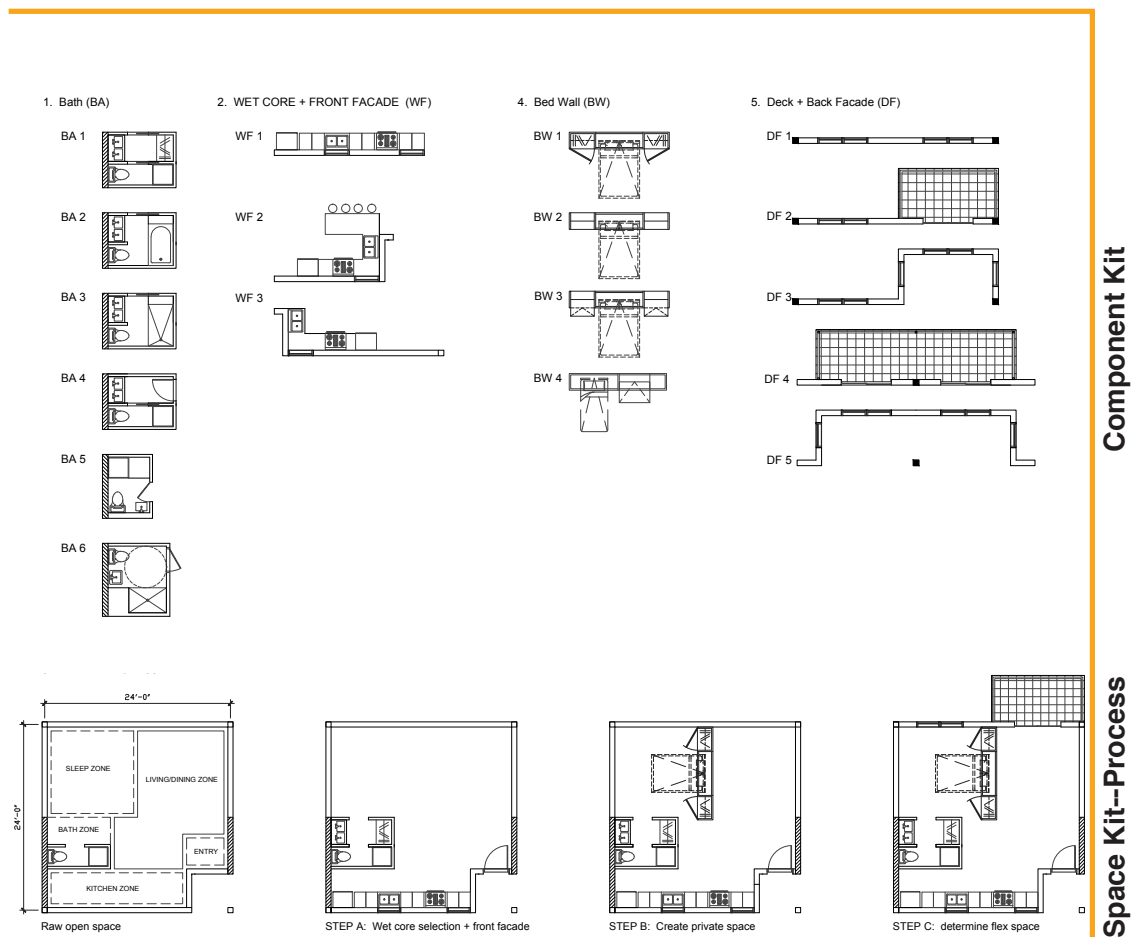 1. Bath (BA)
BA 1
BA 2
BA 3
BA 4
BA 5
BA 6
2. WET CORE + FRONT FACADE (WF)
WF 1
WF 2
WF 3
4. Bed Wall (BW)
BW 1
BW 2
BW 3
BW 4
5. Deck + Back Facade (DF)
DF 1
DF 2
DF 3
DF 4
DF 5
Component Kit
24'-0"
24'-0"
SLEEP ZONE
LIVING/DINING ZONE
BATH ZONE
ENTRY
KITCHEN ZONE
Raw open space
STEP A: Wet core selection + front facade
STEP B: Create private space
STEP C: determine flex space
Space Kit--Process